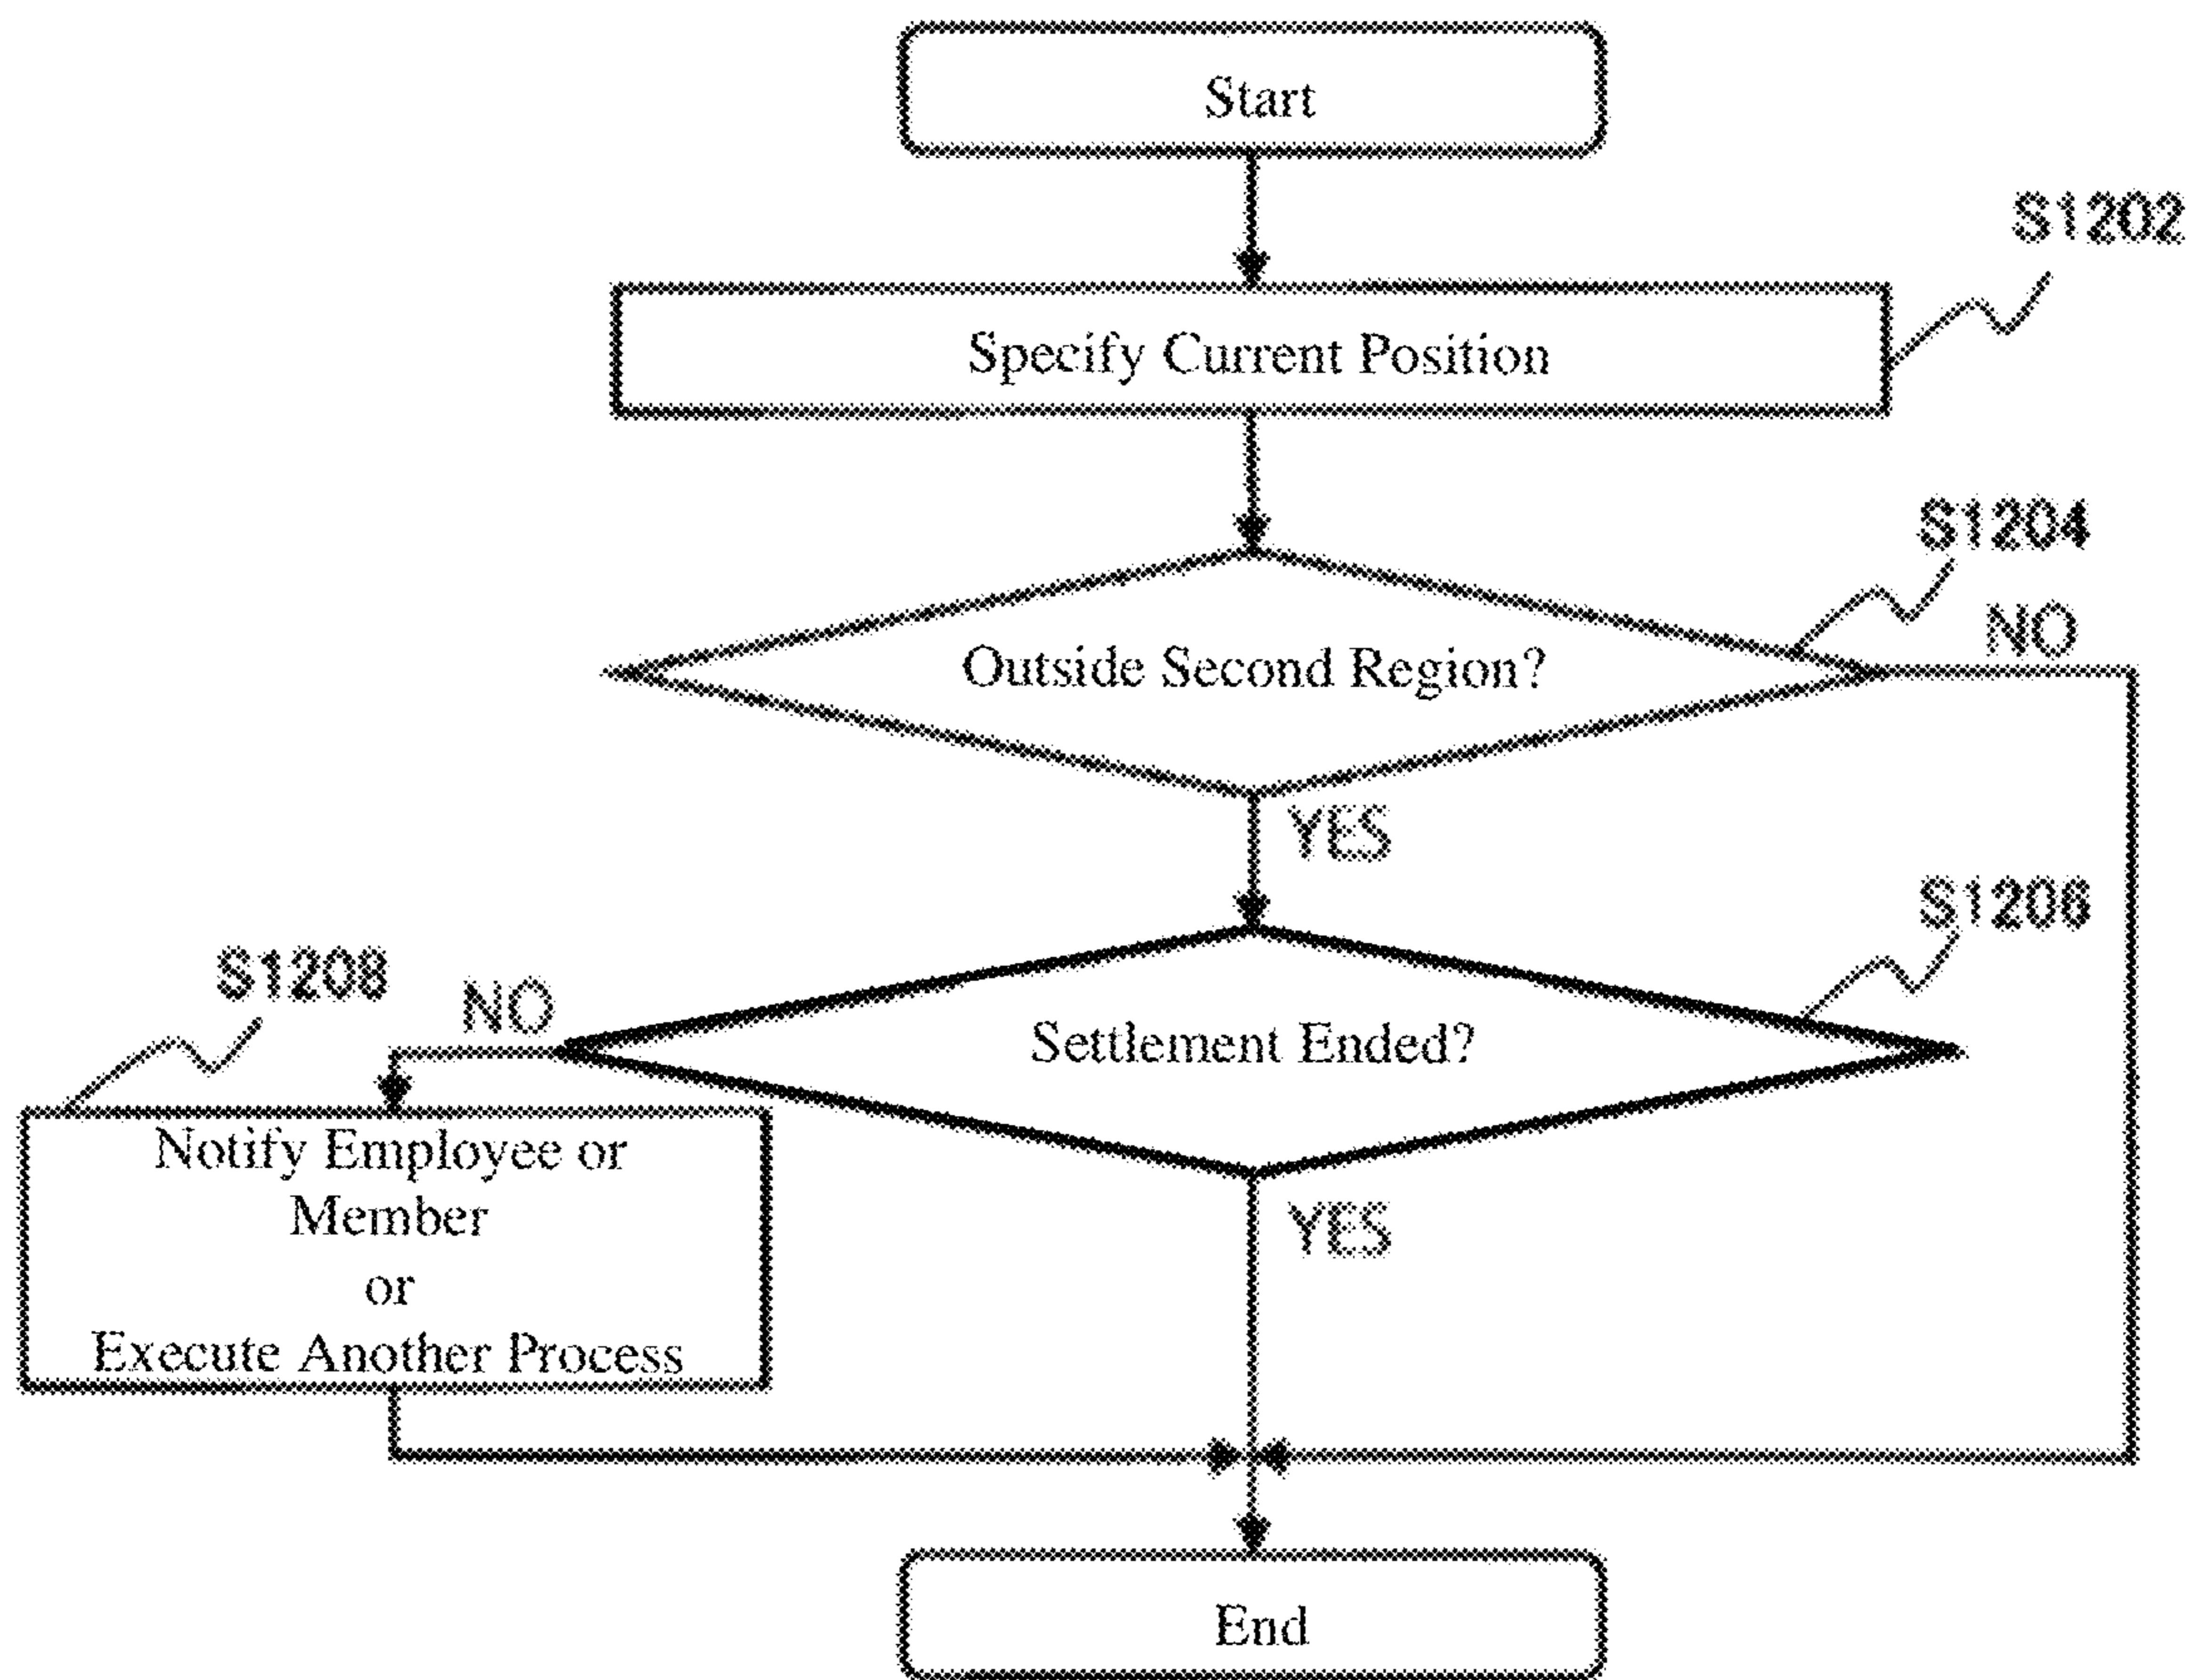 Start
S1202
Specify Current Position
S1204
NO
Outside Second Region?
YES
S1206
S1208
NO
Settlement Ended?
Notify Employee or
Member
or
Execute Another Process
YES
End